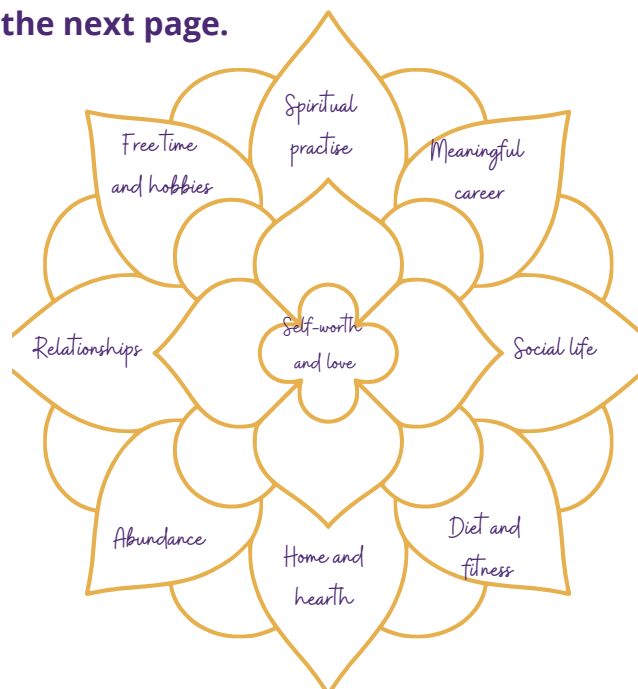 the next page.
Spiritual
practise
Free time
and hobbies
Meaningful
career
Self-worth
and love
Relationships
Social life
Abundance
Diet and
fitness
Home and
hearth